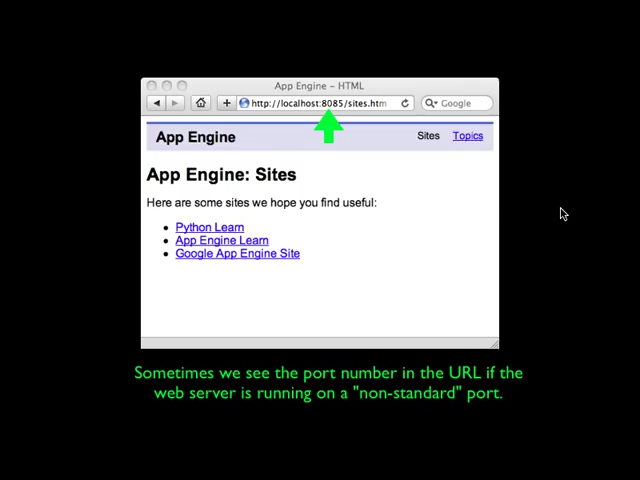 App Engine – HTML
http://localhost:8085/sites.htm
Google
App Engine
Sites
Topics
App Engine: Sites
Here are some sites we hope you find useful:
Python Learn
App Engine Learn
Google App Engine Site
Sometimes we see the port number in the URL if the
web server is running on a "non-standard" port.